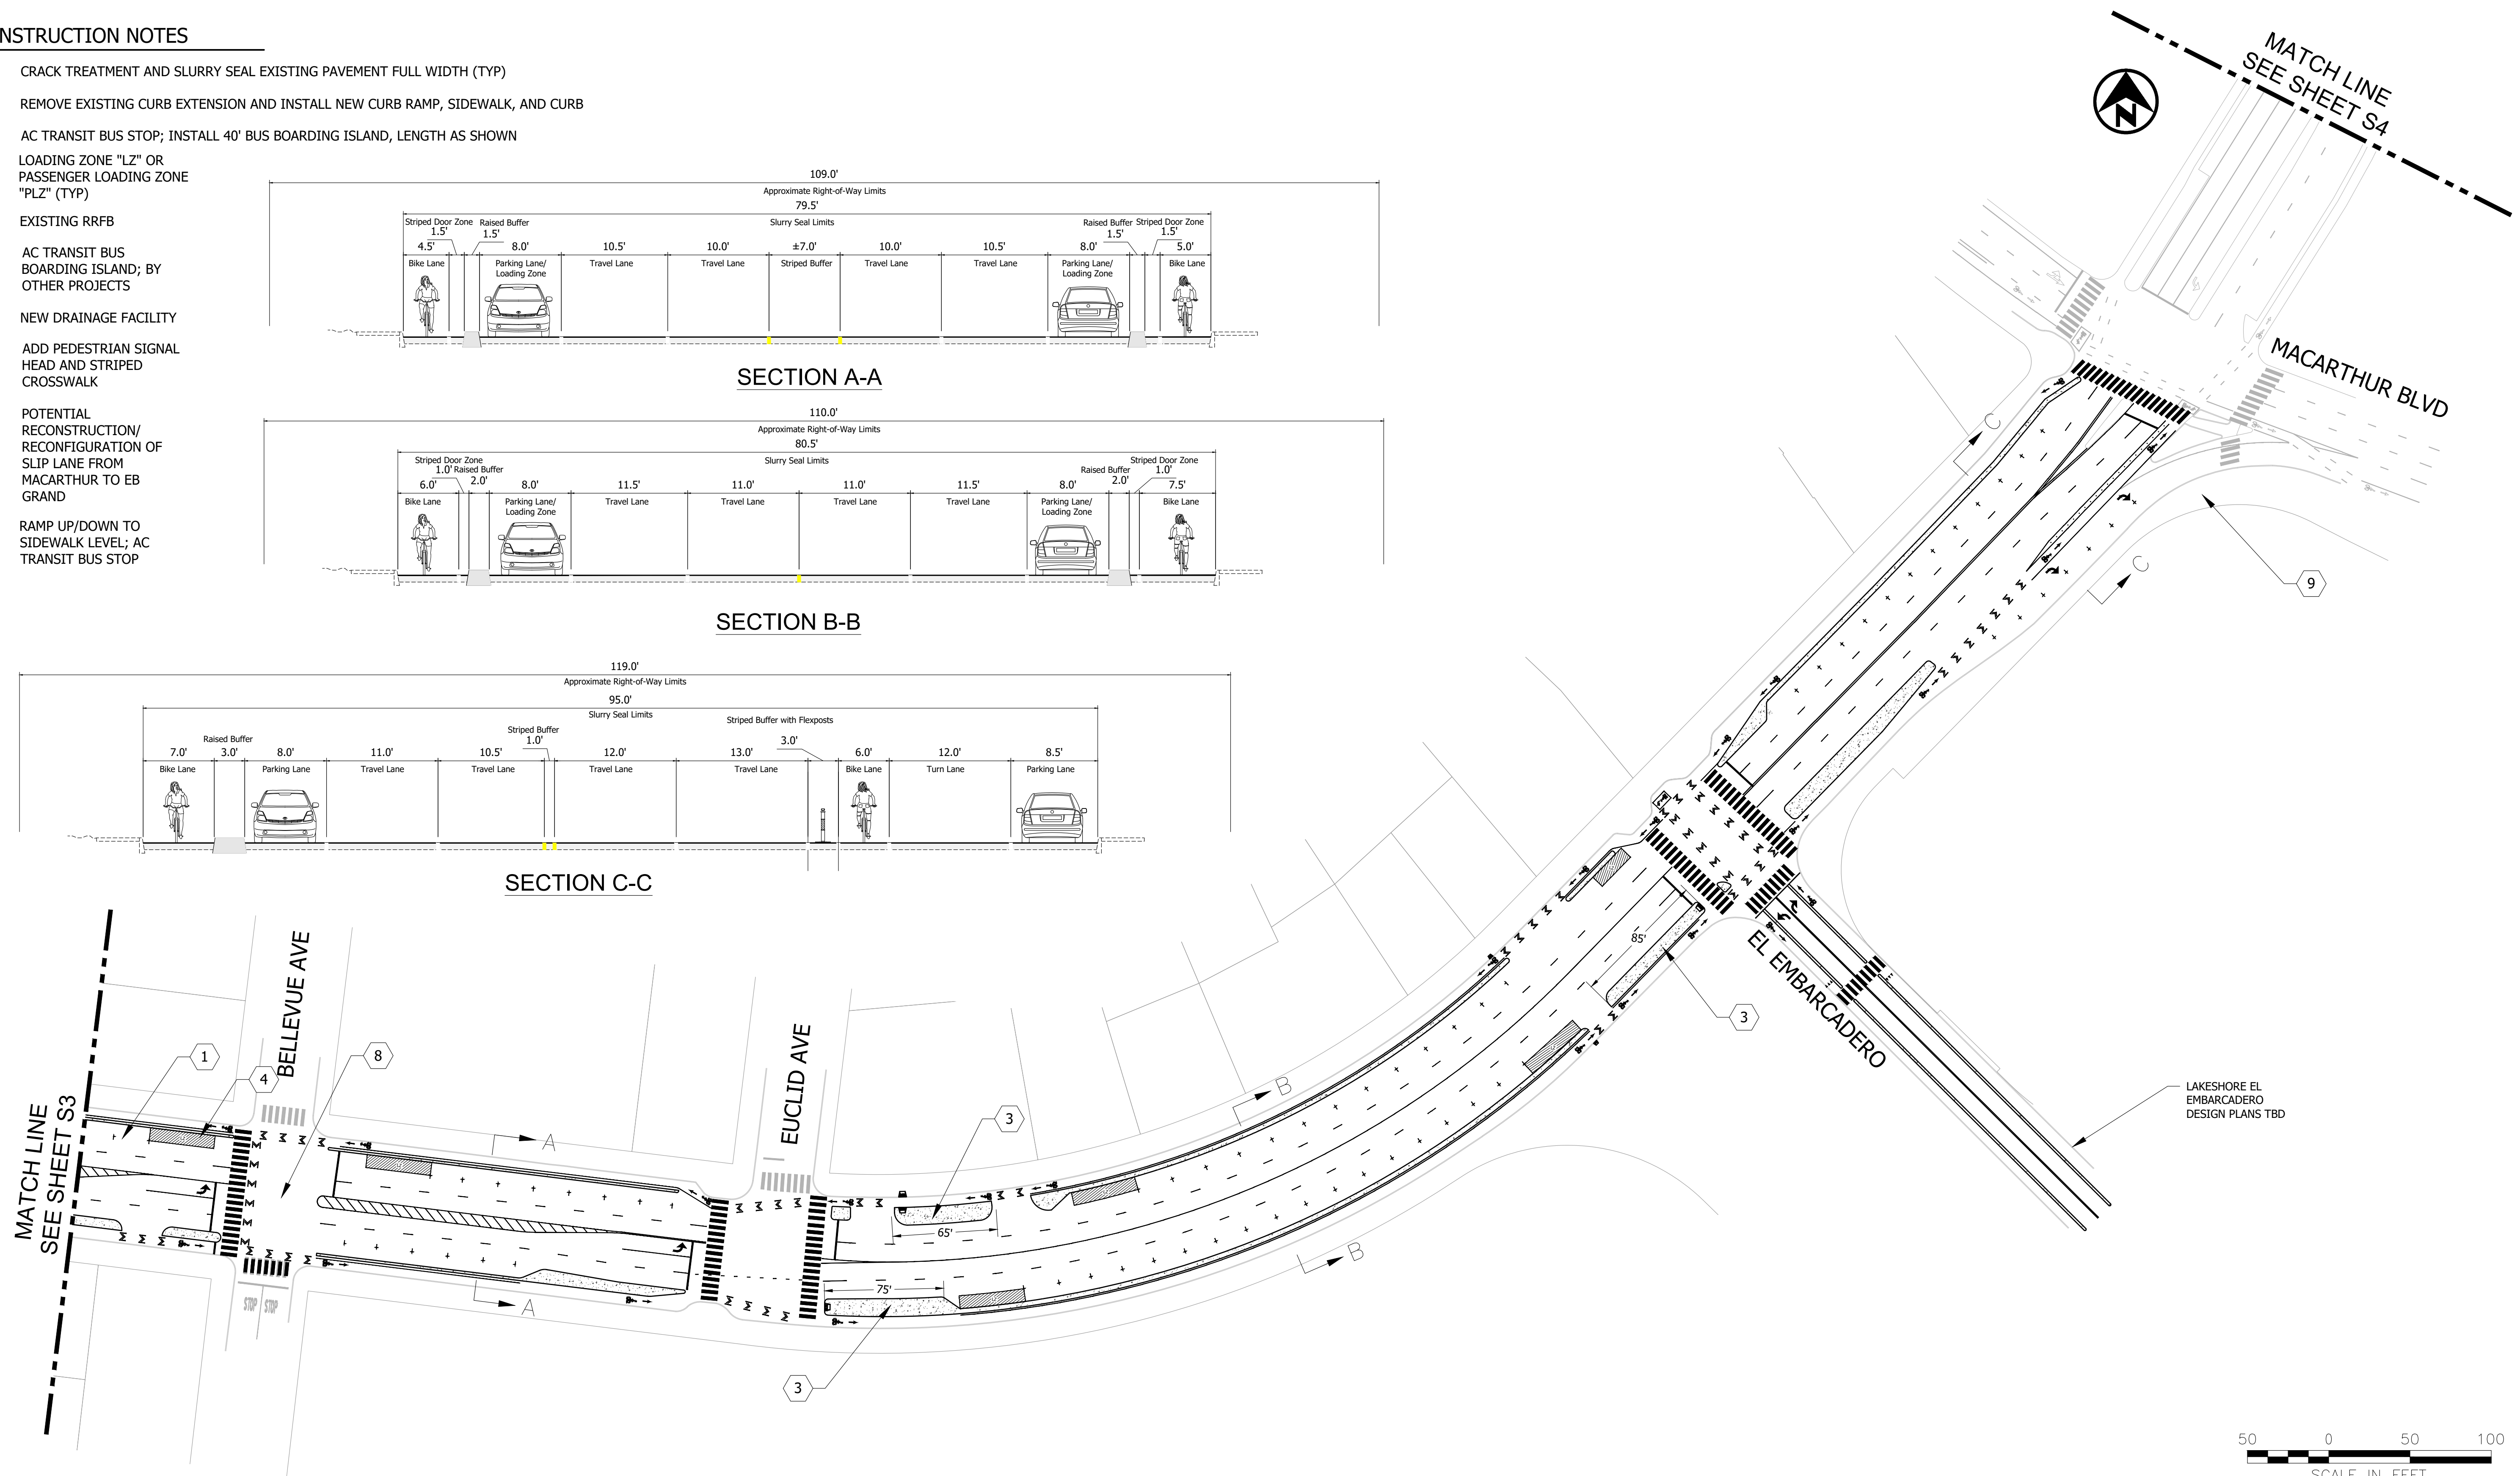 NSTRUCTION NOTES
CRACK TREATMENT AND SLURRY SEAL EXISTING PAVEMENT FULL WIDTH (TYP)
REMOVE EXISTING CURB EXTENSION AND INSTALL NEW CURB RAMP, SIDEWALK, AND CURB
AC TRANSIT BUS STOP; INSTALL 40' BUS BOARDING ISLAND, LENGTH AS SHOWN
LOADING ZONE "LZ" OR
PASSENGER LOADING ZONE
"PLZ" (TYP)
EXISTING RRFB
AC TRANSIT BUS
BOARDING ISLAND; BY
OTHER PROJECTS
NEW DRAINAGE FACILITY
ADD PEDESTRIAN SIGNAL
HEAD AND STRIPED
CROSSWALK
POTENTIAL
RECONSTRUCTION/
RECONFIGURATION OF
SLIP LANE FROM
MACARTHUR TO EB
GRAND
RAMP UP/DOWN TO
SIDEWALK LEVEL; AC
TRANSIT BUS STOP
109.0'
Approximate Right-of-Way Limits
79.5'
Slurry Seal Limits
Striped Door Zone Raised Buffer Raised Buffer Striped Door Zone
1.5' 1.5' 1.5' 1.5'
4.5' 8.0' 10.5' 10.0' ±7.0' 10.0' 10.5' 8.0' 5.0'
Bike Lane Parking Lane/ Travel Lane Travel Lane Striped Buffer Travel Lane Travel Lane Parking Lane/ Bike Lane
Loading Zone Loading Zone
SECTION A-A
110.0'
Approximate Right-of-Way Limits
80.5'
Slurry Seal Limits
Striped Door Zone Striped Door Zone
1.0' Raised Buffer Raised Buffer 1.0'
6.0' 2.0' 8.0' 11.5' 11.0' 11.0' 11.5' 8.0' 2.0' 7.5'
Bike Lane Parking Lane/ Travel Lane Travel Lane Travel Lane Travel Lane Parking Lane/ Bike Lane
Loading Zone Loading Zone
SECTION B-B
119.0'
Approximate Right-of-Way Limits
95.0'
Slurry Seal Limits
Raised Buffer Striped Buffer Striped Buffer with Flexposts
7.0' 3.0' 8.0' 11.0' 10.5' 1.0' 12.0' 13.0' 3.0' 6.0' 12.0' 8.5'
Bike Lane Parking Lane Travel Lane Travel Lane Travel Lane Travel Lane Bike Lane Turn Lane Parking Lane
SECTION C-C
MATCH LINE
SEE SHEET S4
N
MACARTHUR BLVD
C
C
9
85'
3
EL EMBARCADERO
LAKESHORE EL
EMBARCADERO
DESIGN PLANS TBD
BELLEVUE AVE
EUCLID AVE
1
4
8
3
A
A
B
B
65'
75'
3
STOP STOP
MATCH LINE
SEE SHEET S3
50 0 50 100
SCALE IN FEET